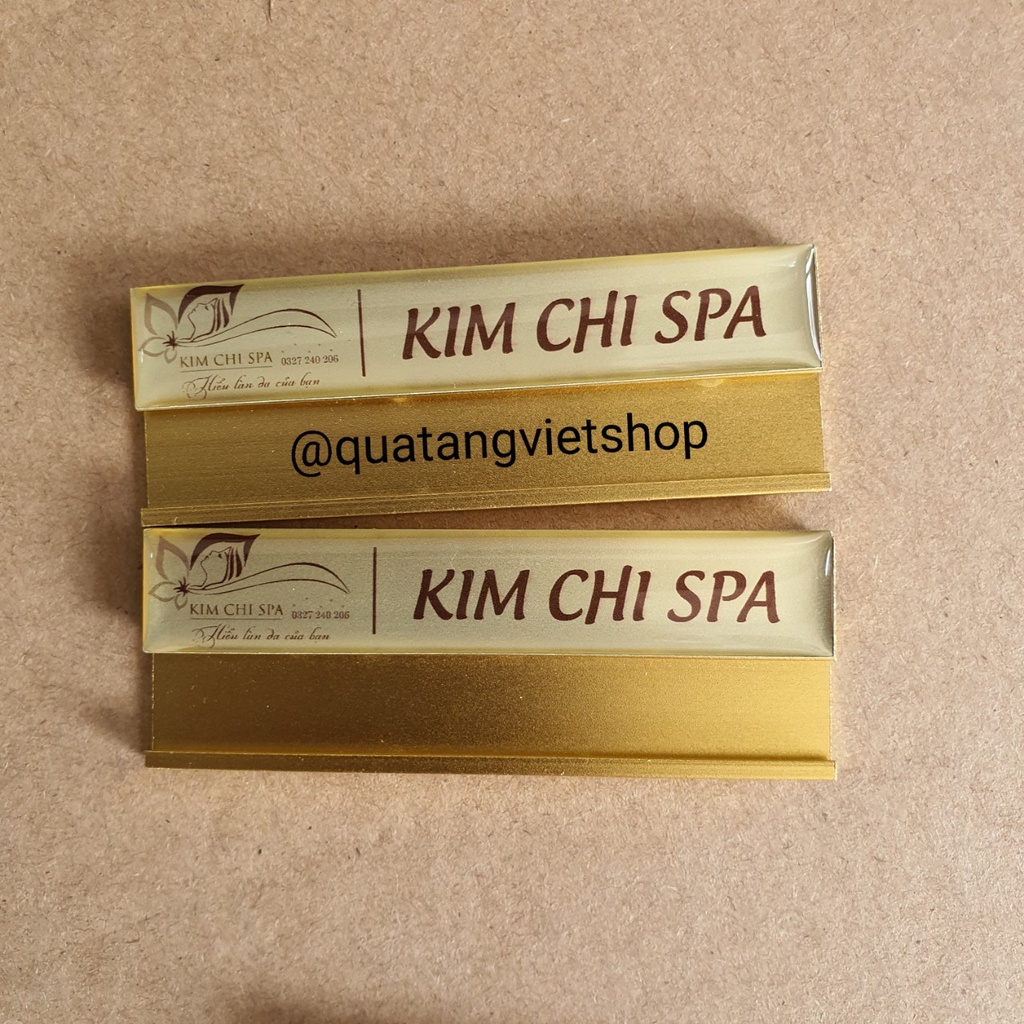 KIM CHI SPA
0327 240 206
Hiểu làn da của bạn
KIM CHI SPA
@quatangvietshop
KIM CHI SPA
0327 240 206
Hiểu làn da của bạn
KIM CHI SPA